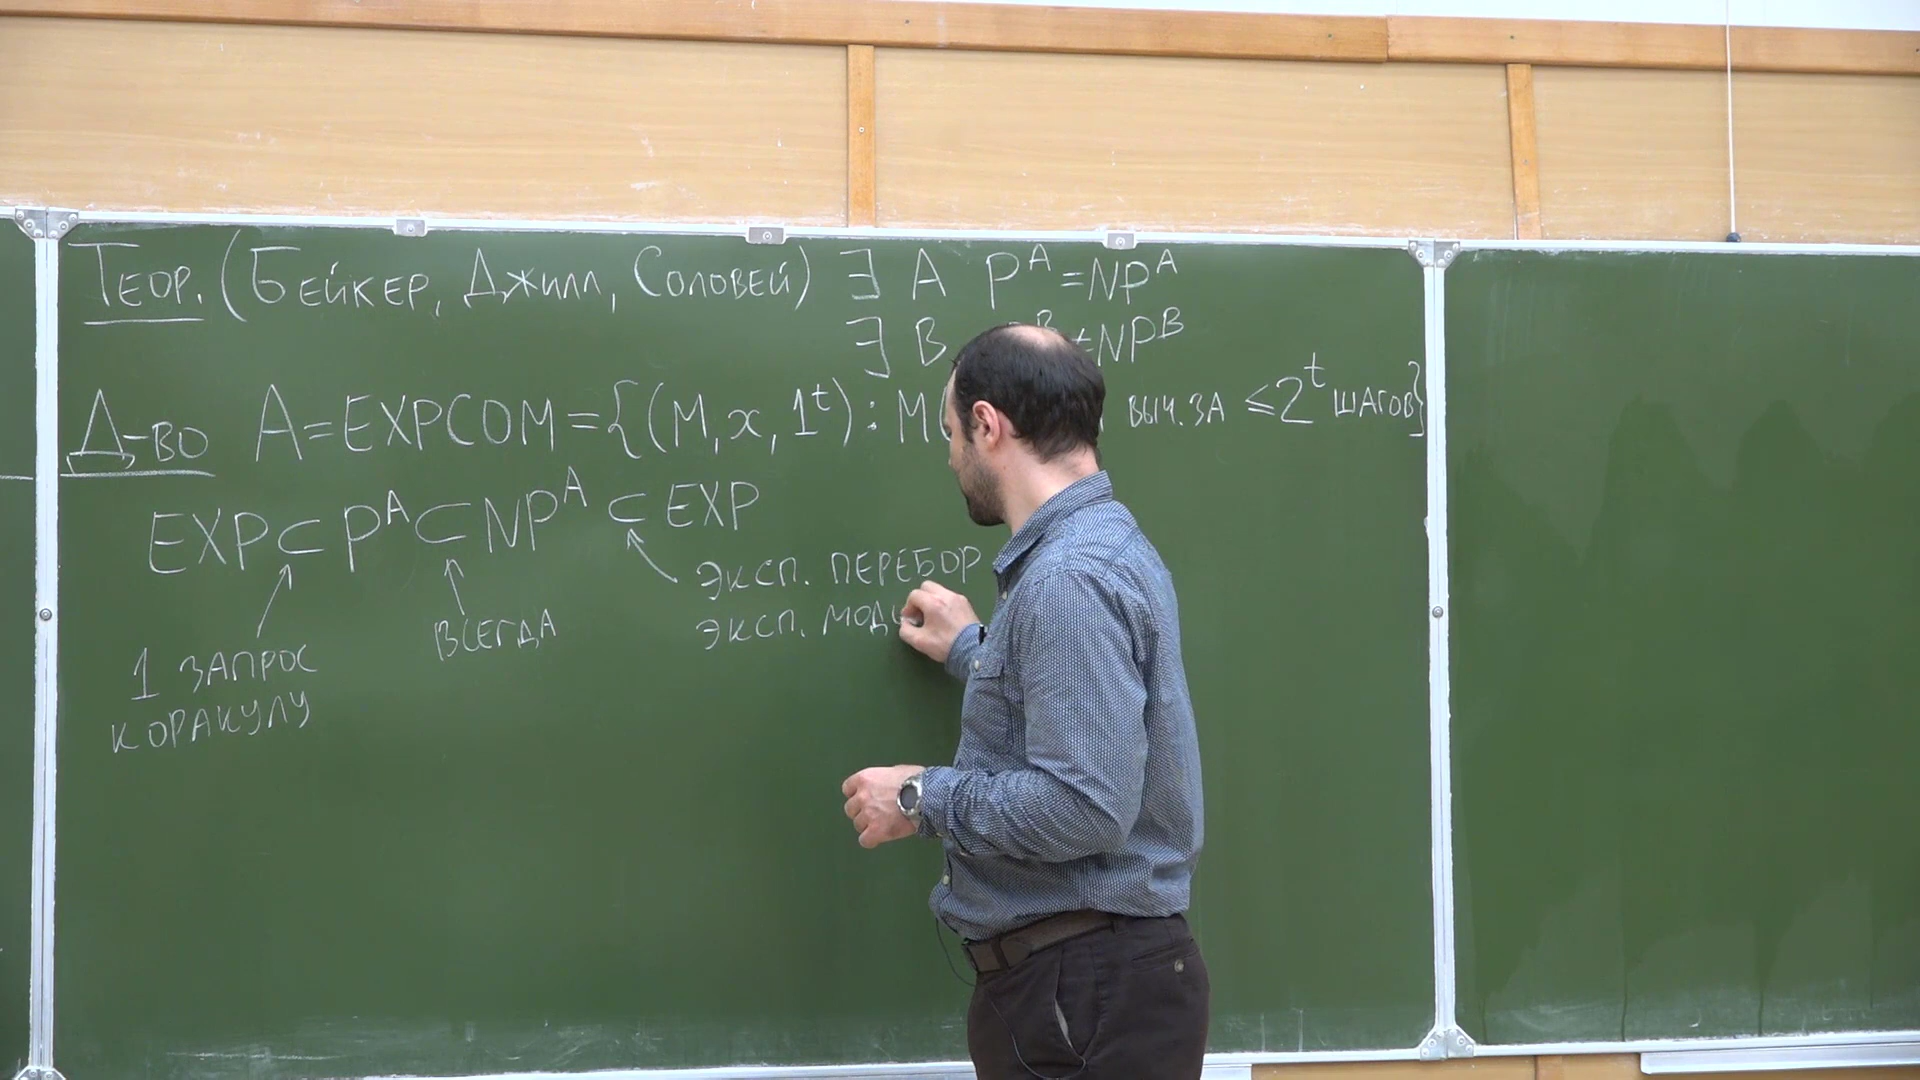 Теор. (Бейкер, Джилл, Соловей) ∃ A P^A = NP^A
∃ B NP^B
Д-во A = EXPCOM = {(M, x, 1^t) : M( выч. за ≤ 2^t шагов}
EXP ⊂ P^A ⊂ NP^A ⊂ EXP
1 запрос
к оракулу
всегда
эксп. перебор
эксп.